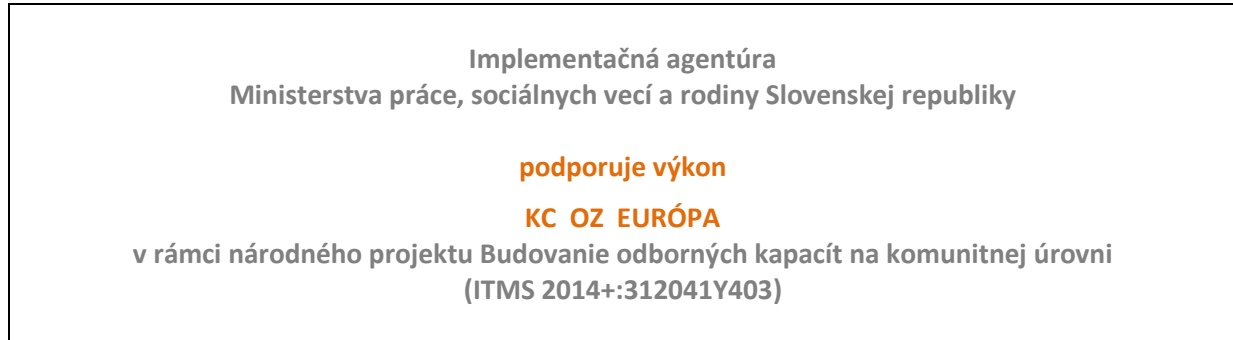 Implementačná agentúra
Ministerstva práce, sociálnych vecí a rodiny Slovenskej republiky
podporuje výkon
KC OZ EURÓPA
v rámci národného projektu Budovanie odborných kapacít na komunitnej úrovni
(ITMS 2014+:312041Y403)